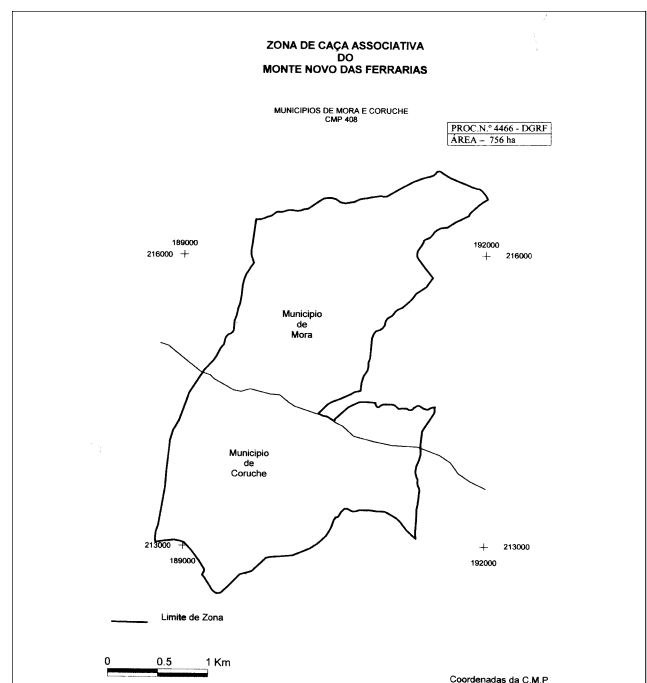 ZONA DE CAÇA ASSOCIATIVA
DO
MONTE NOVO DAS FERRARIAS
MUNICIPIOS DE MORA E CORUCHE
CMP 408
PROC.N.º 4466 - DGRF
ÁREA – 756 ha
189000
216000
192000
216000
Municipio
de
Mora
Municipio
de
Coruche
213000
189000
213000
192000
Limite de Zona
0 0.5 1 Km
Coordenadas da C.M.P